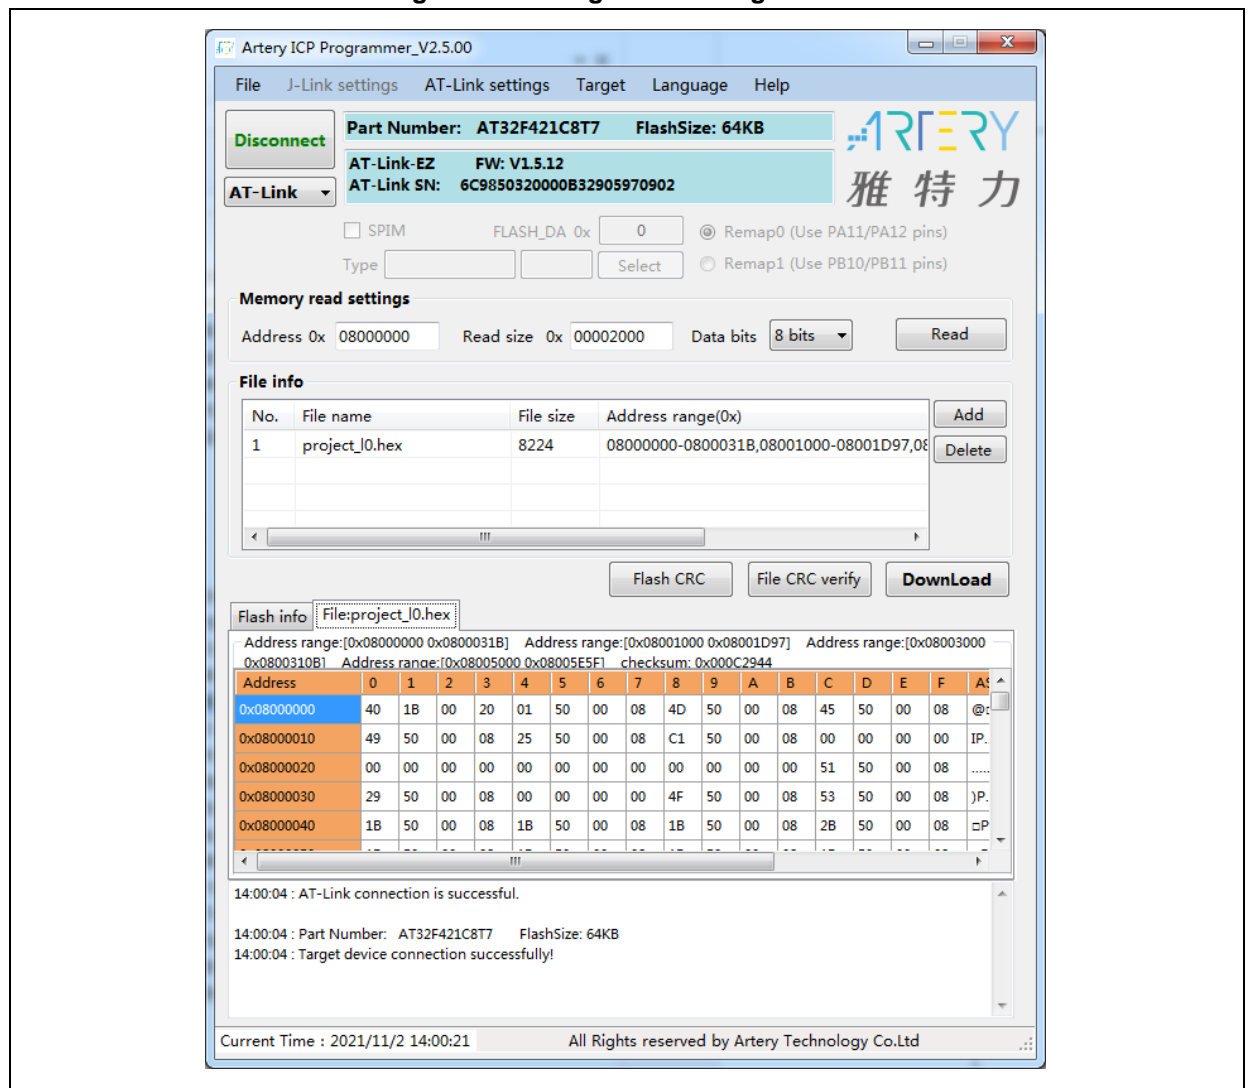 Artery ICP Programmer_V2.5.00
File J-Link settings AT-Link settings Target Language Help
Disconnect
Part Number: AT32F421C8T7 FlashSize: 64KB
ARTERY
AT-Link-EZ FW: V1.5.12
AT-Link AT-Link SN: 6C9850320000B32905970902
雅特力
SPIM FLASH_DA 0x 0 Remap0 (Use PA11/PA12 pins)
Type Select Remap1 (Use PB10/PB11 pins)
Memory read settings
Address 0x 08000000 Read size 0x 00002000 Data bits 8 bits Read
File info
No. File name File size Address range(0x) Add
1 project_l0.hex 8224 08000000-0800031B,08001000-08001D97,08 Delete
Flash CRC File CRC verify DownLoad
Flash info File:project_l0.hex
Address range:[0x08000000 0x0800031B] Address range:[0x08001000 0x08001D97] Address range:[0x08003000
0x0800310B] Address range:[0x08005000 0x08005E5F] checksum: 0x000C2944
Address 0 1 2 3 4 5 6 7 8 9 A B C D E F
0x08000000 40 1B 00 20 01 50 00 08 4D 50 00 08 45 50 00 08
0x08000010 49 50 00 08 25 50 00 08 C1 50 00 08 00 00 00 00 IP..
0x08000020 00 00 00 00 00 00 00 00 00 00 00 00 51 50 00 08 .....
0x08000030 29 50 00 08 00 00 00 00 4F 50 00 08 53 50 00 08 )P.
0x08000040 1B 50 00 08 1B 50 00 08 1B 50 00 08 2B 50 00 08 □P
14:00:04 : AT-Link connection is successful.
14:00:04 : Part Number: AT32F421C8T7 FlashSize: 64KB
14:00:04 : Target device connection successfully!
Current Time : 2021/11/2 14:00:21 All Rights reserved by Artery Technology Co.Ltd